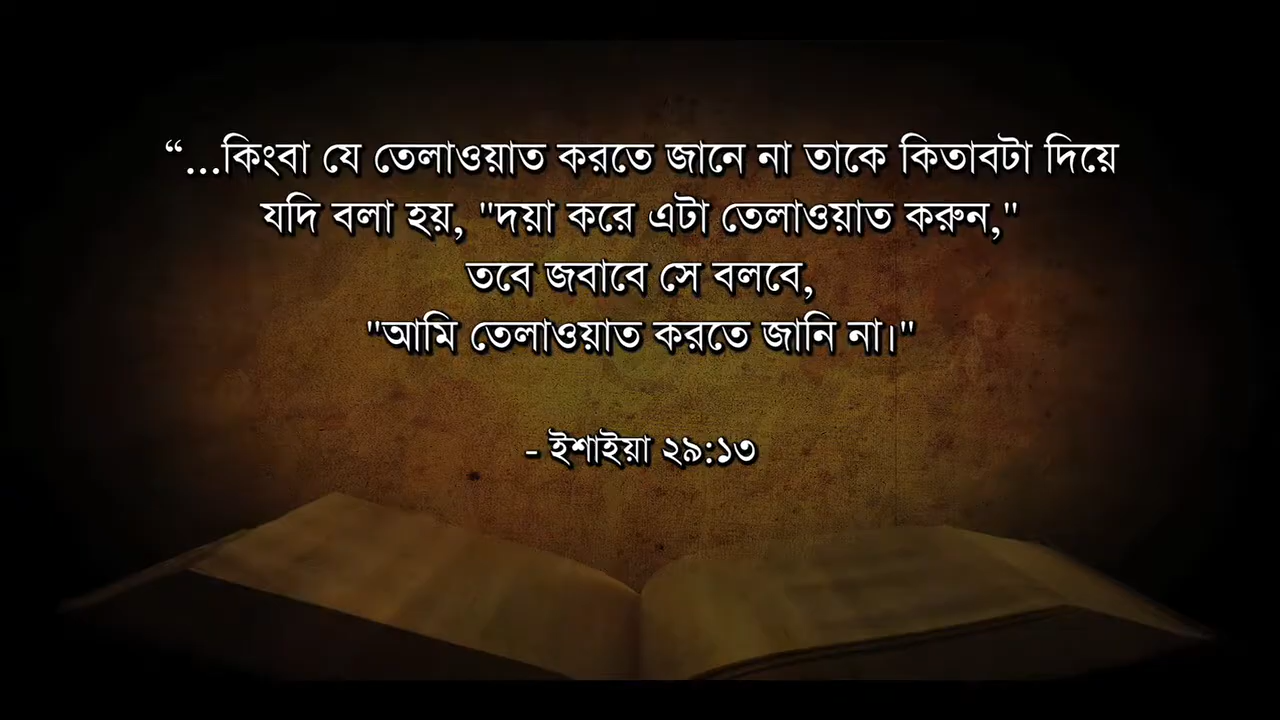 “...কিংবা যে তেলাওয়াত করতে জানে না তাকে কিতাবটা দিয়ে
যদি বলা হয়, "দয়া করে এটা তেলাওয়াত করুন,"
তবে জবাবে সে বলবে,
"আমি তেলাওয়াত করতে জানি না।"
- ইশাইয়া ২৯:১৩